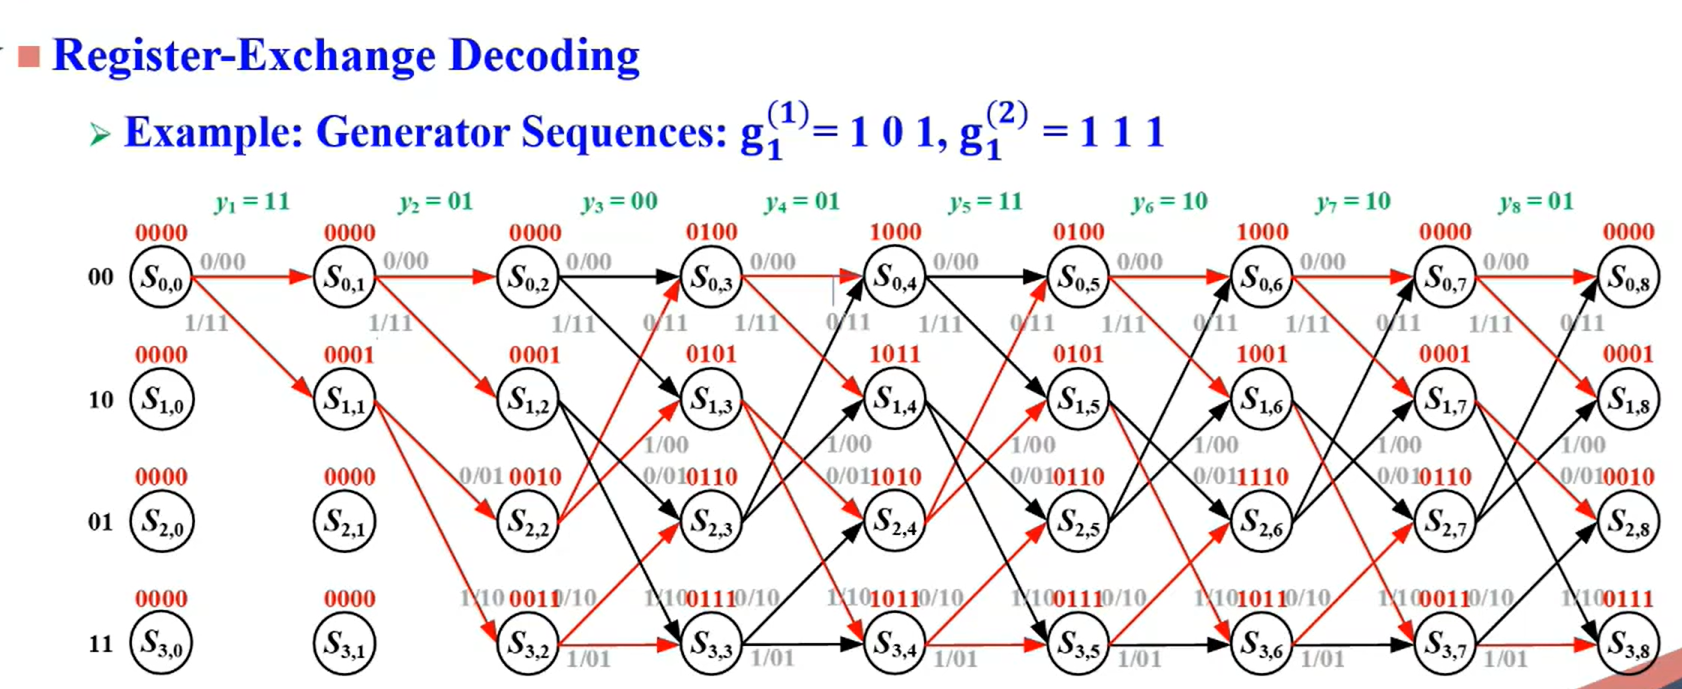 Register-Exchange Decoding
Example: Generator Sequences: g₁⁽¹⁾= 1 0 1, g₁⁽²⁾ = 1 1 1
y₁ = 11 y₂ = 01 y₃ = 00 y₄ = 01 y₅ = 11 y₆ = 10 y₇ = 10 y₈ = 01
0000 0000 0000 0100 1000 0100 1000 0000 0000
0/00 0/00 0/00 0/00 0/00 0/00 0/00 0/00
00 S₀,₀ S₀,₁ S₀,₂ S₀,₃ S₀,₄ S₀,₅ S₀,₆ S₀,₇ S₀,₈
1/11 1/11 1/11 0/11 1/11 0/11 1/11 0/11 1/11 0/11 1/11 0/11 1/11 0/11
0000 0001 0001 0101 1011 0101 1001 0001 0001
10 S₁,₀ S₁,₁ S₁,₂ S₁,₃ S₁,₄ S₁,₅ S₁,₆ S₁,₇ S₁,₈
1/00 1/00 1/00 1/00 1/00 1/00
0000 0000 0/01 0010 0/01 0110 0/01 1010 0/01 0110 0/01 1110 0/01 0110 0/01 0010
01 S₂,₀ S₂,₁ S₂,₂ S₂,₃ S₂,₄ S₂,₅ S₂,₆ S₂,₇ S₂,₈
0000 0000 1/10 0011 0/10 1/10 0111 0/10 1/10 1011 0/10 1/10 0111 0/10 1/10 1011 0/10 1/10 0011 0/10 1/10 0111
11 S₃,₀ S₃,₁ S₃,₂ S₃,₃ S₃,₄ S₃,₅ S₃,₆ S₃,₇ S₃,₈
1/01 1/01 1/01 1/01 1/01 1/01